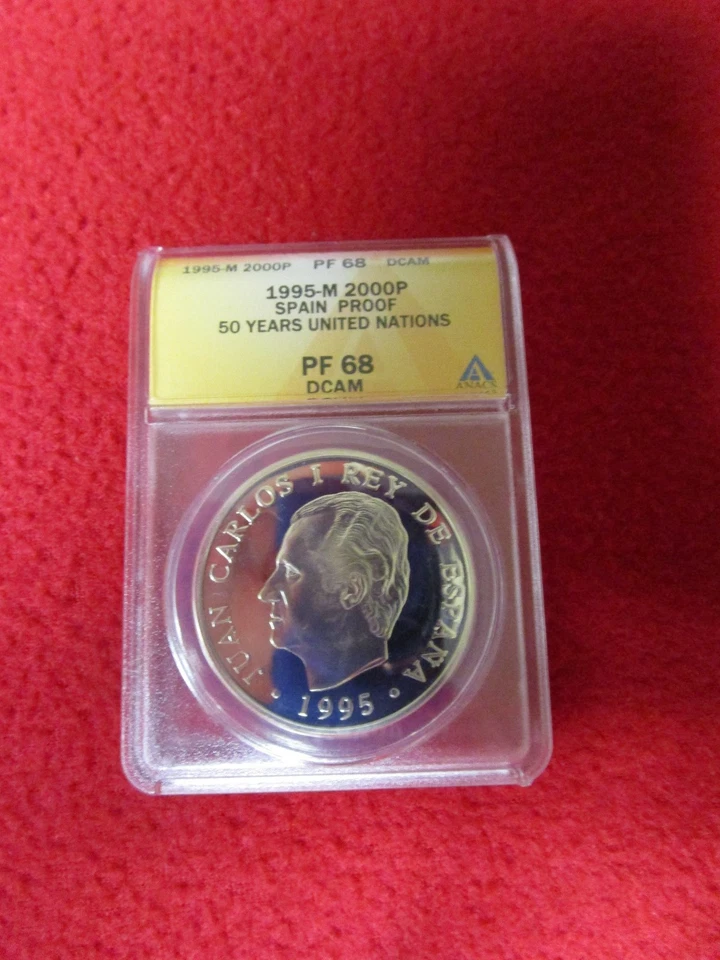 1995-M 2000P PF 68 DCAM
1995-M 2000P
SPAIN PROOF
50 YEARS UNITED NATIONS
PF 68
DCAM
ANACS
JUAN CARLOS I REY DE ESPAÑA
1995